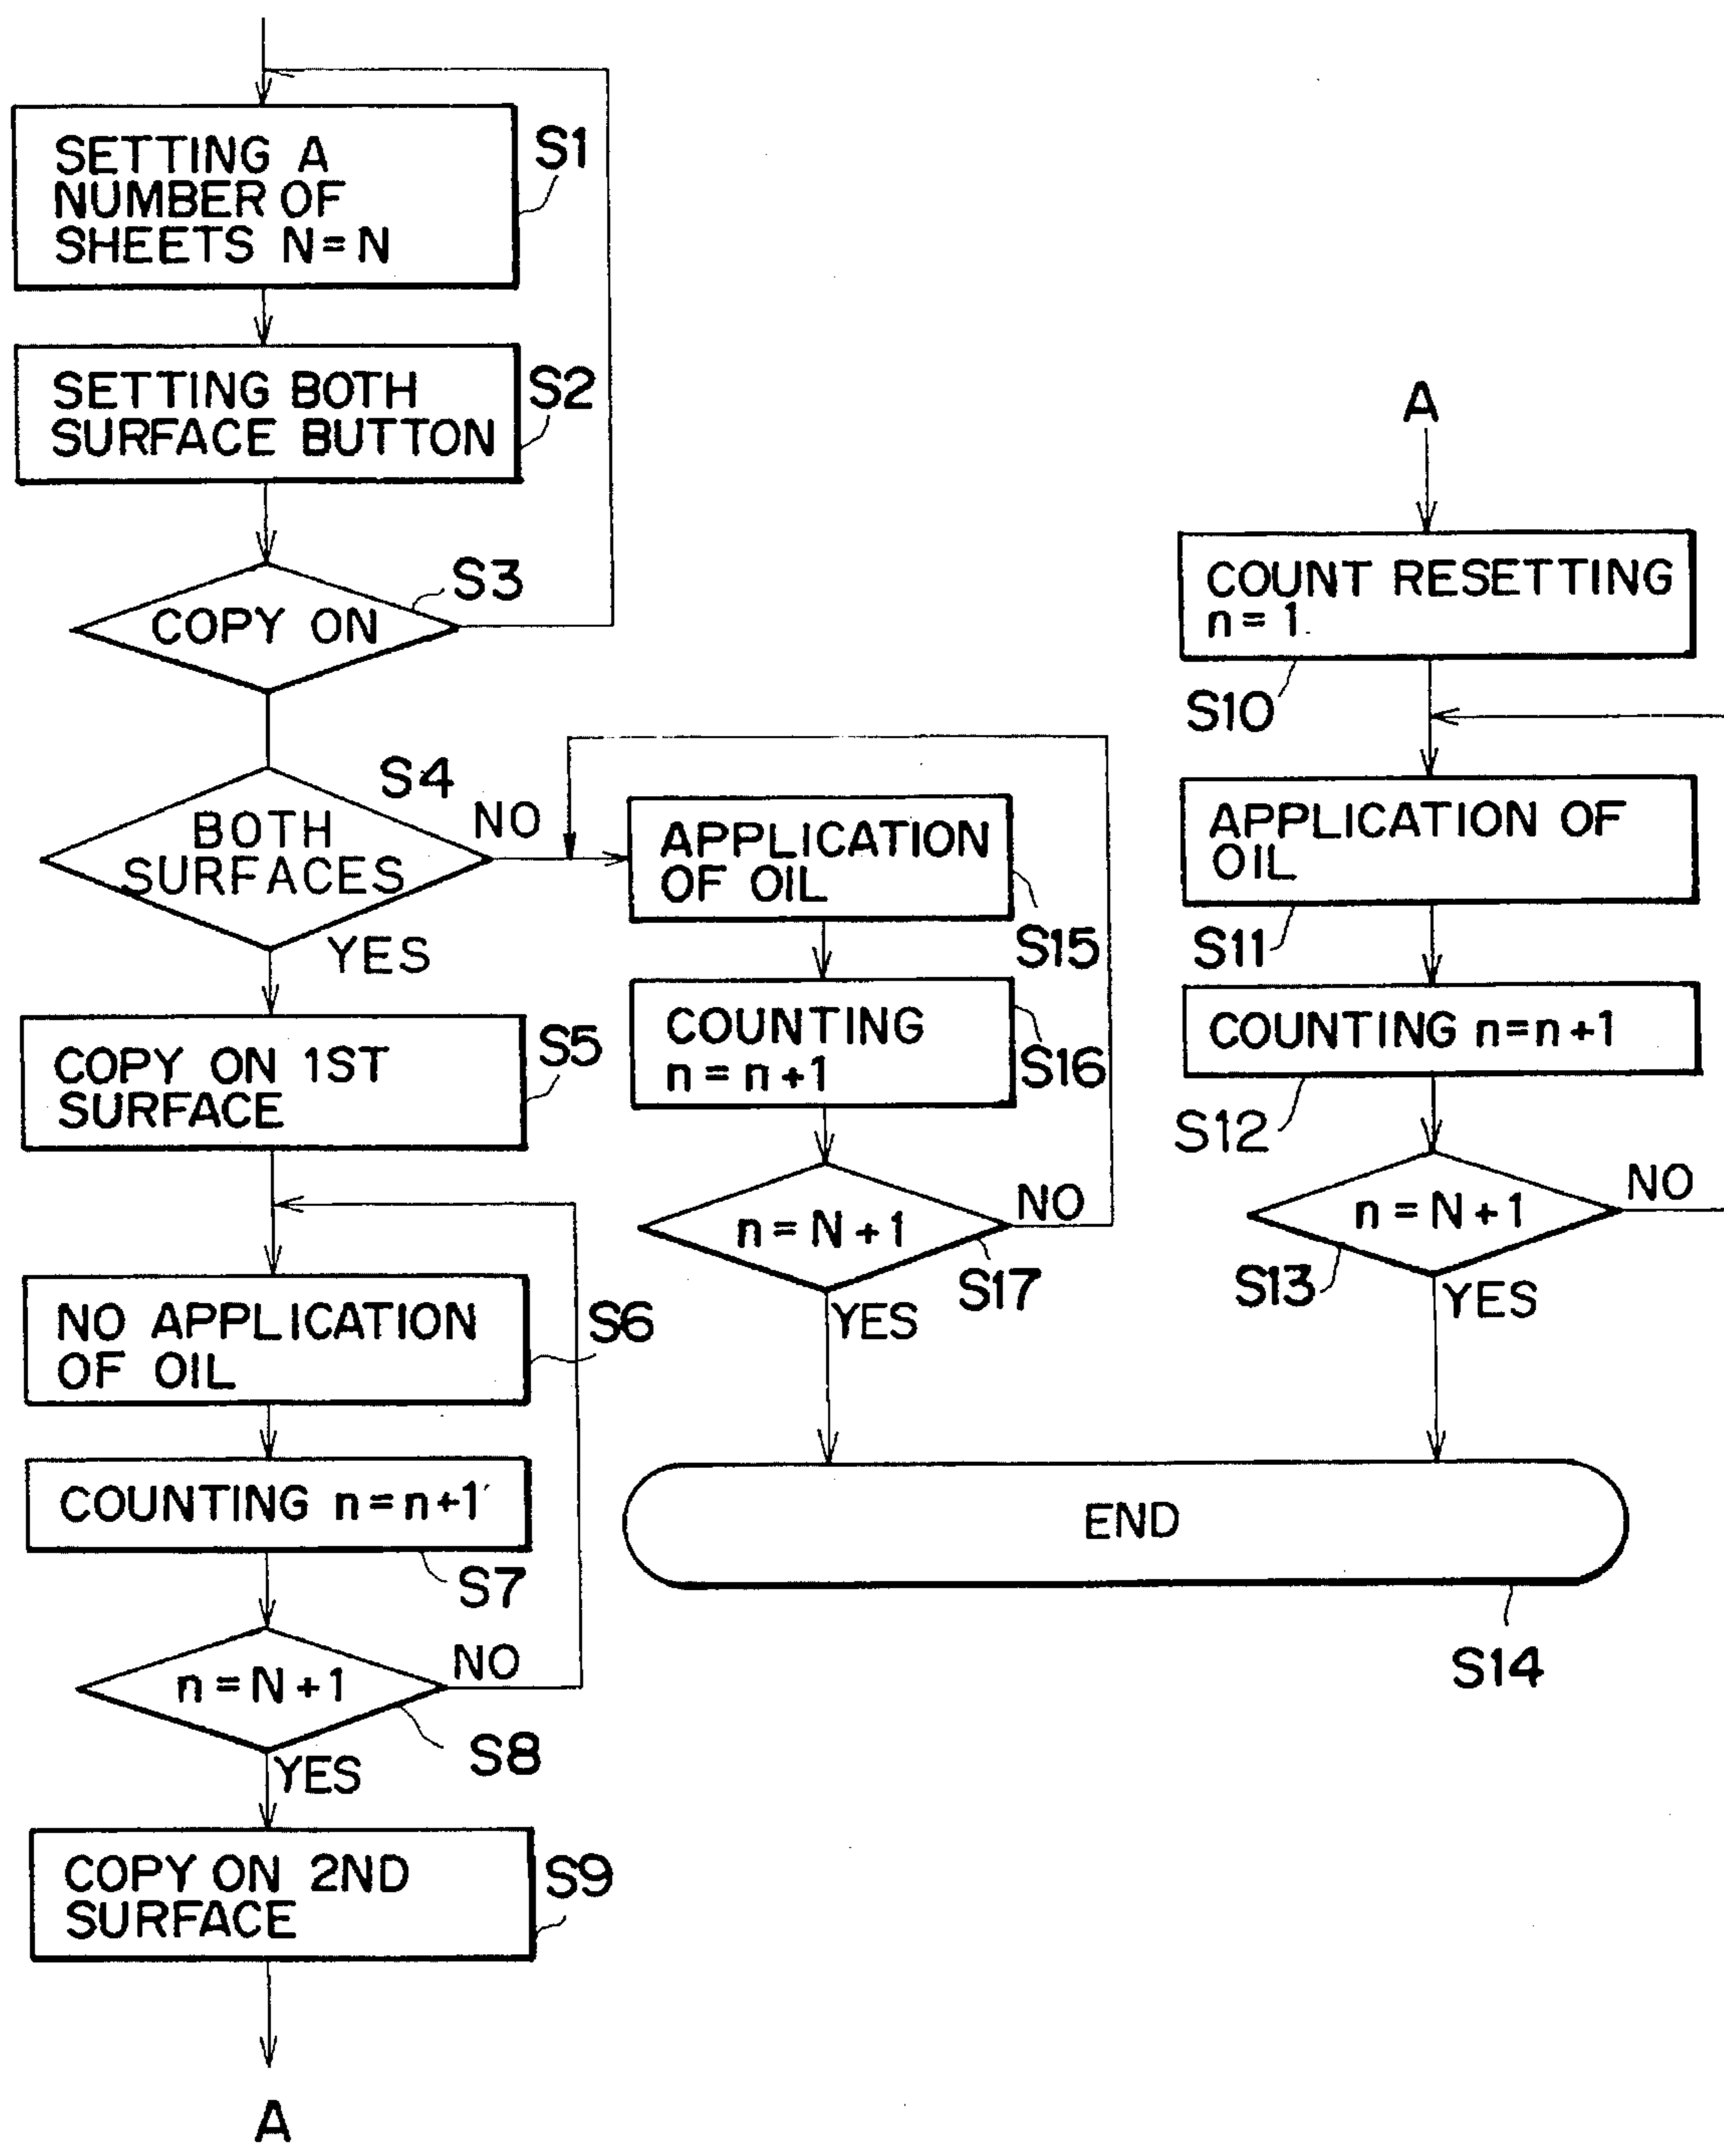 SETTING A
NUMBER OF
SHEETS N=N
S1
SETTING BOTH
SURFACE BUTTON
S2
COPY ON
S3
BOTH
SURFACES
S4
NO
YES
COPY ON 1ST
SURFACE
S5
NO APPLICATION
OF OIL
S6
COUNTING n=n+1
S7
n=N+1
NO
S8
YES
COPY ON 2ND
SURFACE
S9
A
APPLICATION
OF OIL
S15
COUNTING
n=n+1
S16
n=N+1
NO
S17
YES
A
COUNT RESETTING
n=1
S10
APPLICATION OF
OIL
S11
COUNTING n=n+1
S12
n=N+1
NO
S13
YES
END
S14